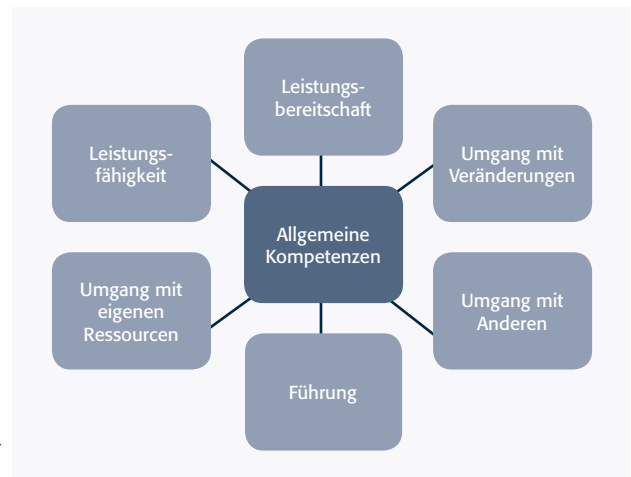 Leistungs-
bereitschaft
Leistungs-
fähigkeit
Umgang mit
Veränderungen
Allgemeine
Kompetenzen
Umgang mit
eigenen
Ressourcen
Umgang mit
Anderen
Führung